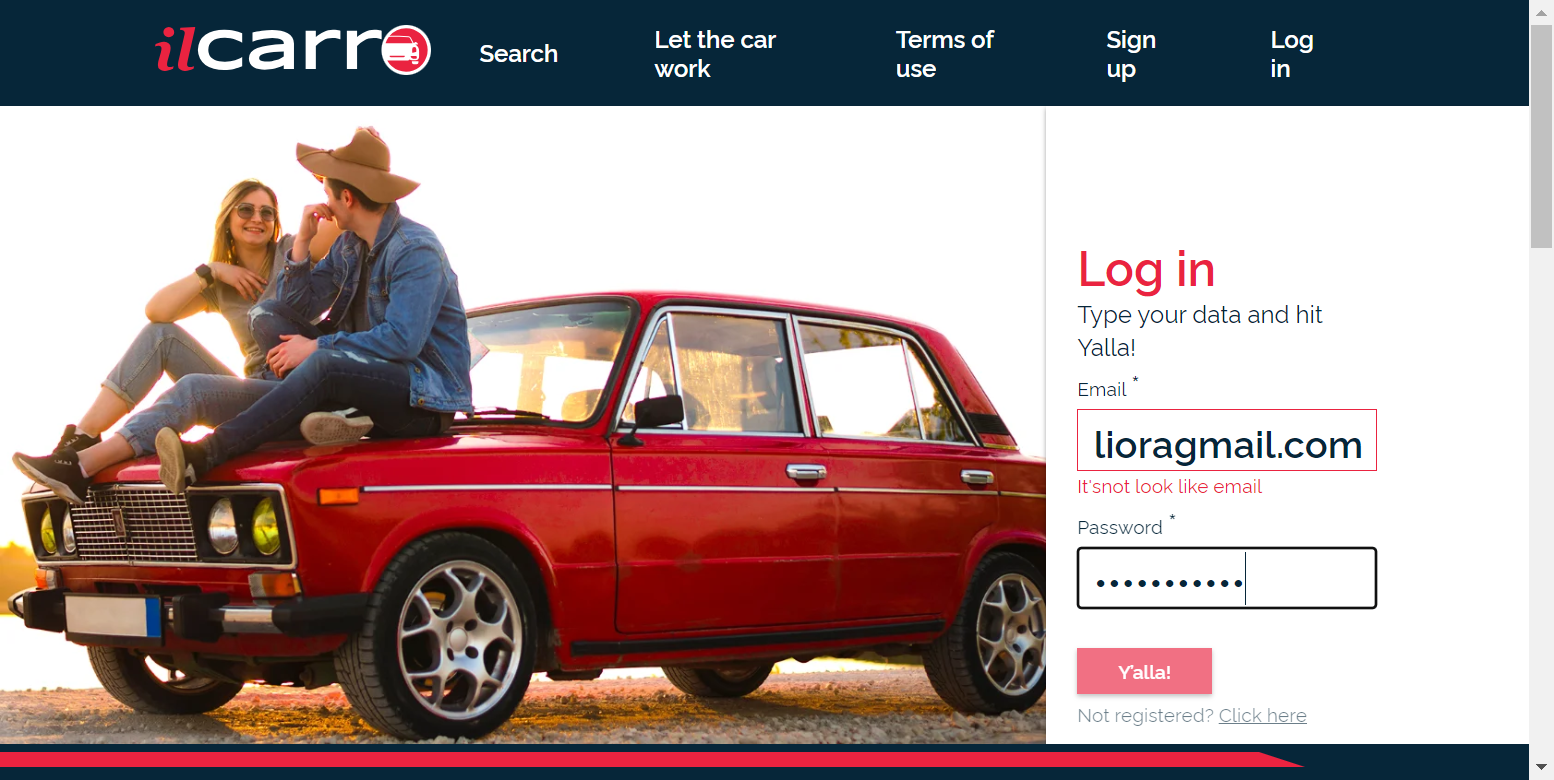 ilcarro
Search
Let the car
work
Terms of
use
Sign
up
Log
in
Log in
Type your data and hit
Yalla!
Email *
lioragmail.com
It'snot look like email
Password *
•••••••••••
Y'alla!
Not registered? Click here